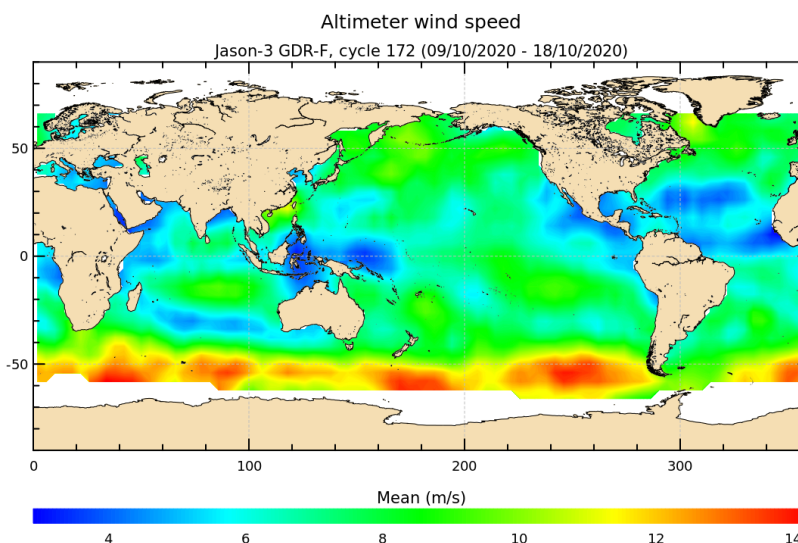 Altimeter wind speed
Jason-3 GDR-F, cycle 172 (09/10/2020 - 18/10/2020)
50
0
-50
0 100 200 300
Mean (m/s)
4 6 8 10 12 14